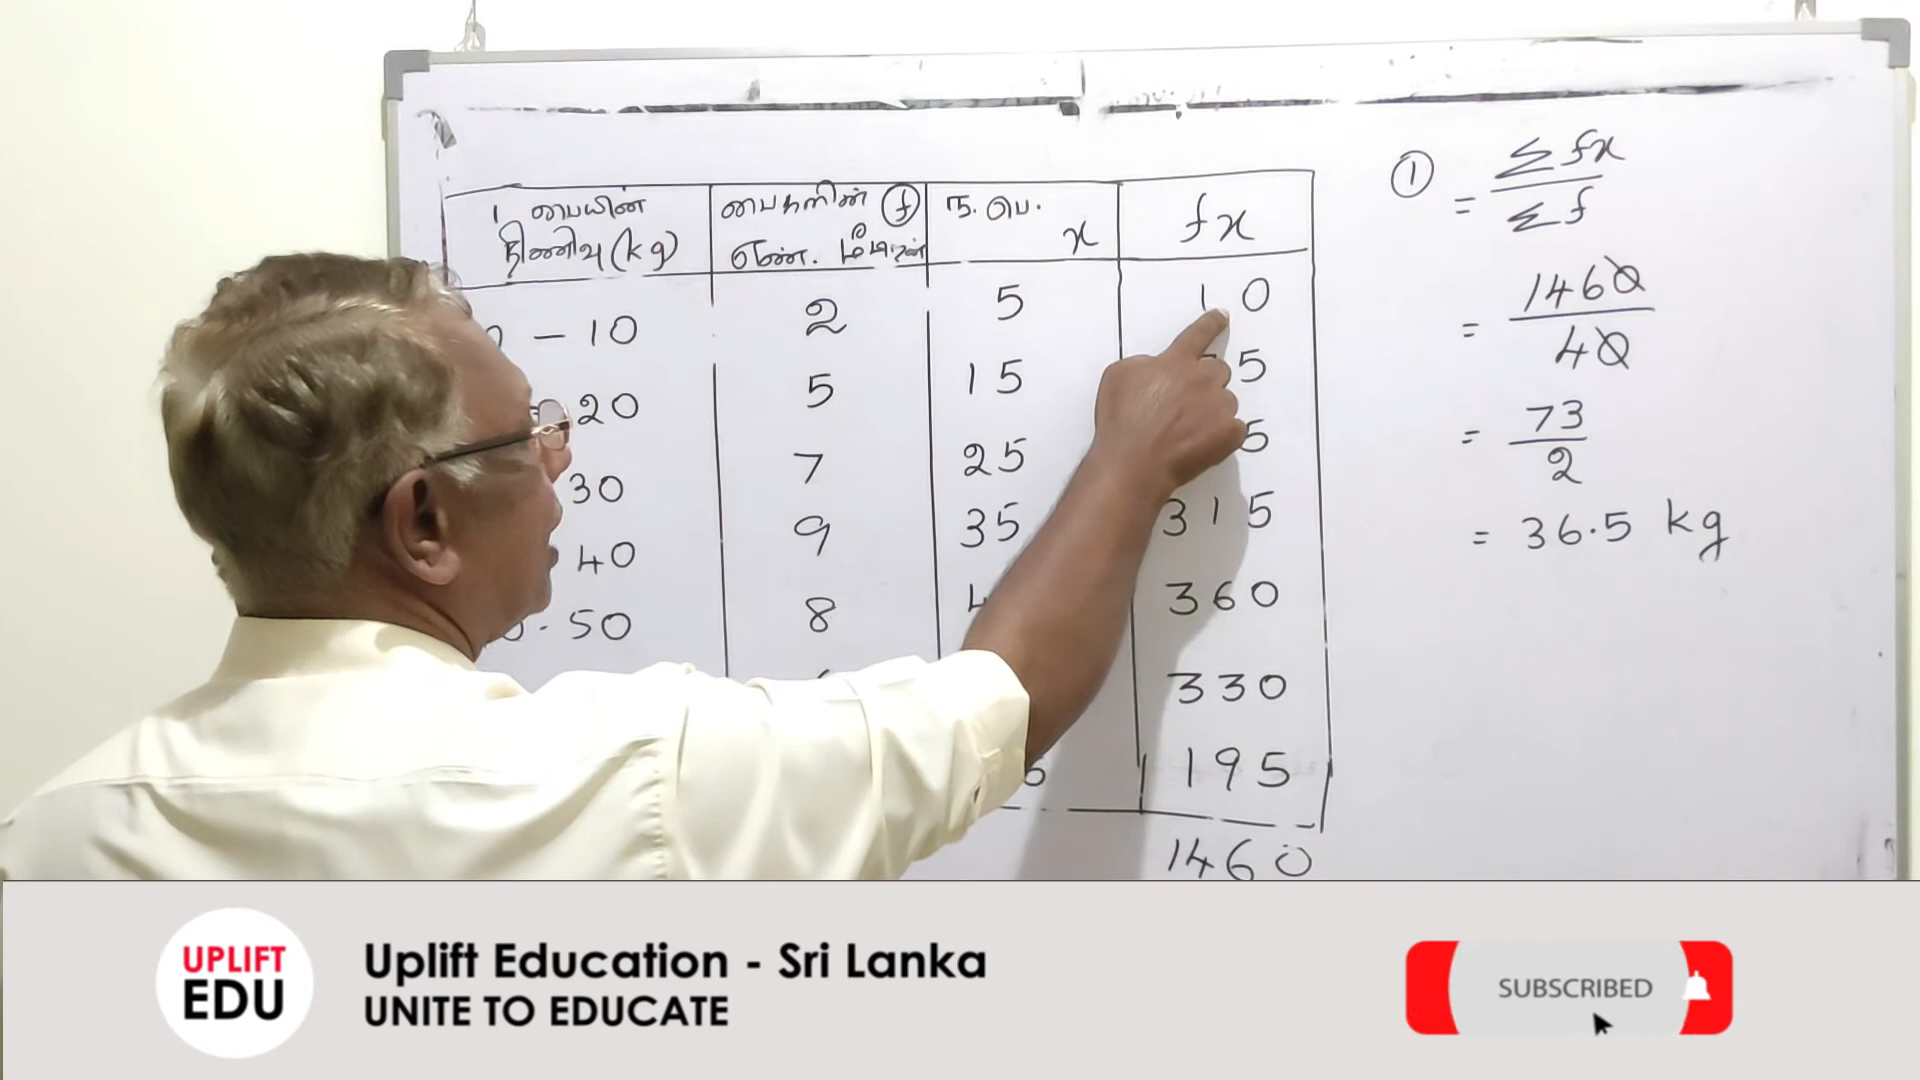 பையின்
நிறை (kg)
பைகளின் f
எண். மீடிறன்
ந.பெ.
x
fx
– 10 2 5 10
20 5 15 5
30 7 25 5
40 9 35 315
50 8 4 360
330
195
1460
① = Σfx / Σf
= 1460 / 40
= 73 / 2
= 36.5 kg
UPLIFT
EDU
Uplift Education - Sri Lanka
UNITE TO EDUCATE
SUBSCRIBED